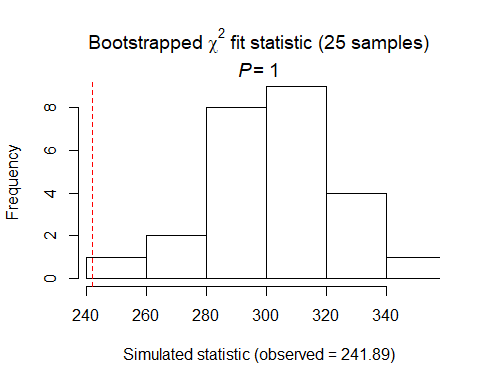 Bootstrapped χ² fit statistic (25 samples)
P = 1
Frequency
8
6
4
2
0
240 260 280 300 320 340
Simulated statistic (observed = 241.89)